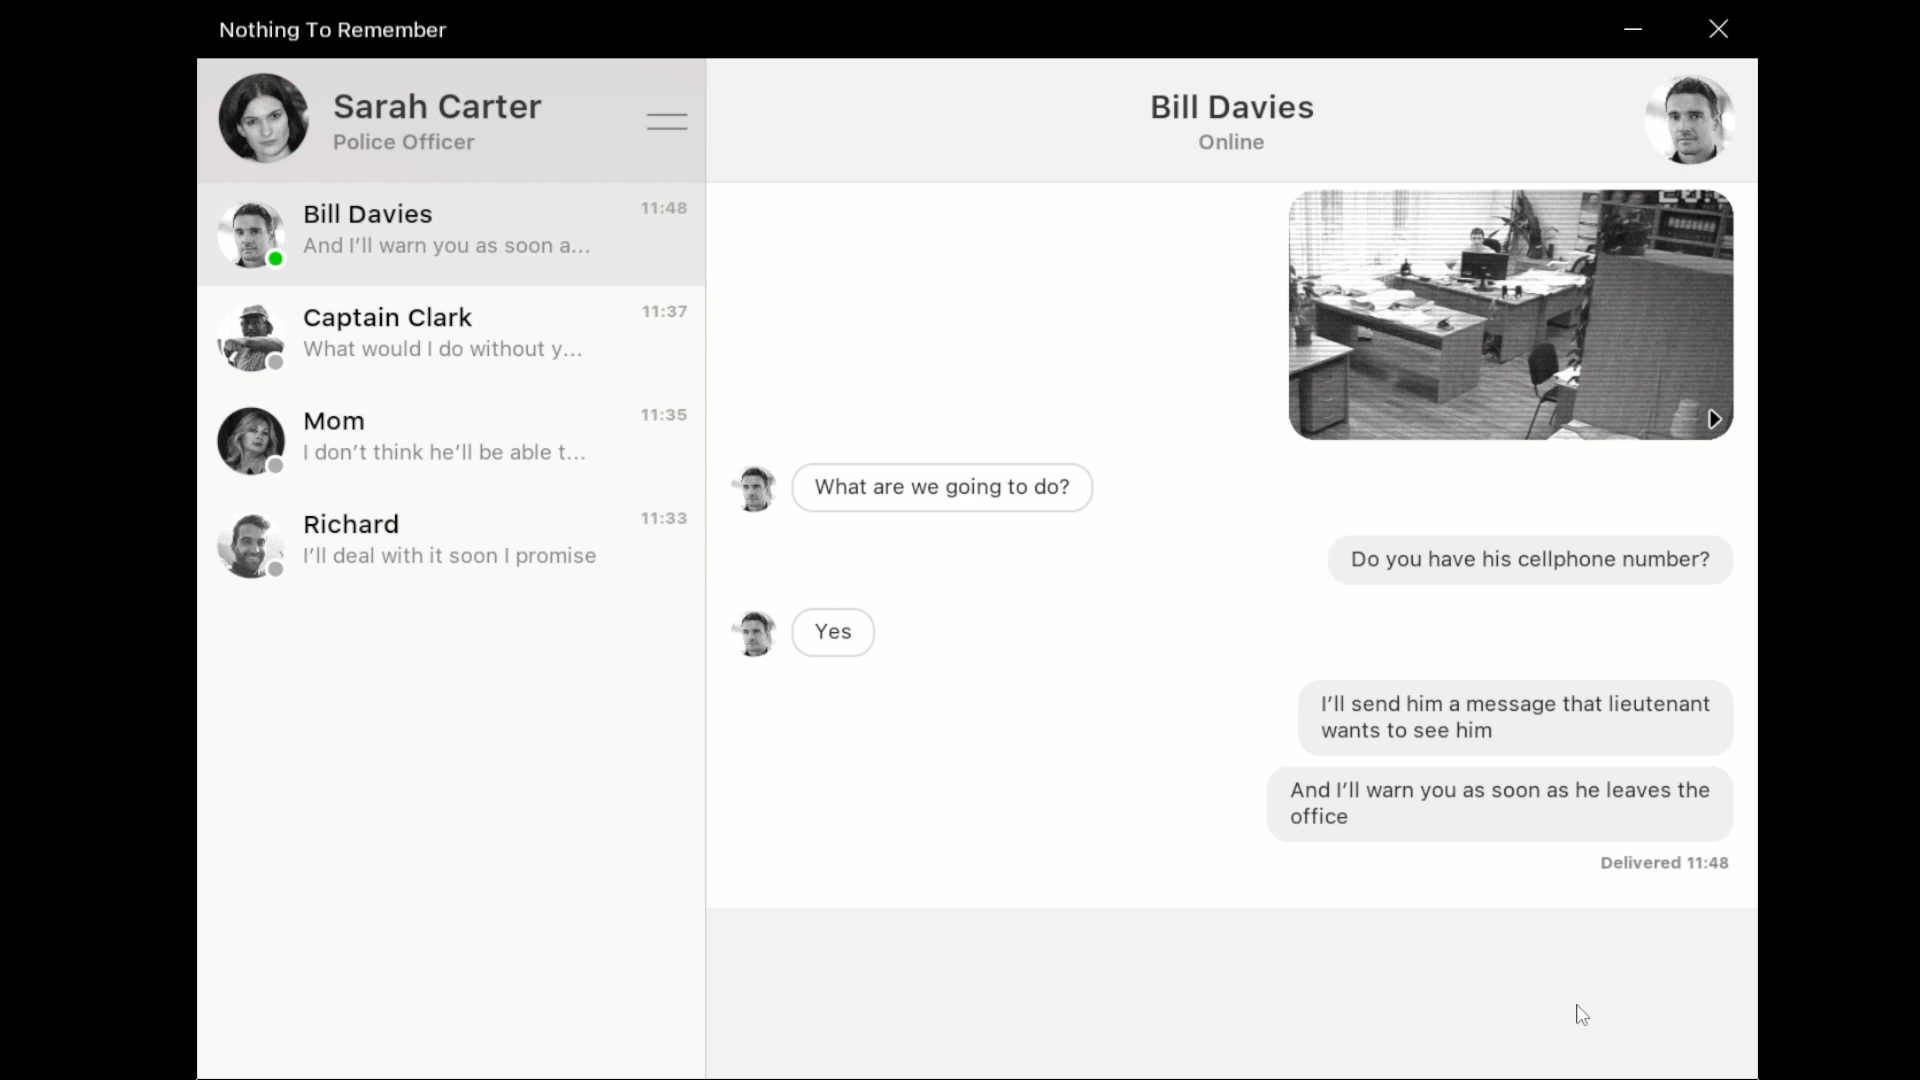 Nothing To Remember
Sarah Carter
Police Officer
Bill Davies
11:48
And I’ll warn you as soon a...
Captain Clark
11:37
What would I do without y...
Mom
11:35
I don’t think he’ll be able t...
Richard
11:33
I’ll deal with it soon I promise
Bill Davies
Online
What are we going to do?
Do you have his cellphone number?
Yes
I’ll send him a message that lieutenant
wants to see him
And I’ll warn you as soon as he leaves the
office
Delivered 11:48